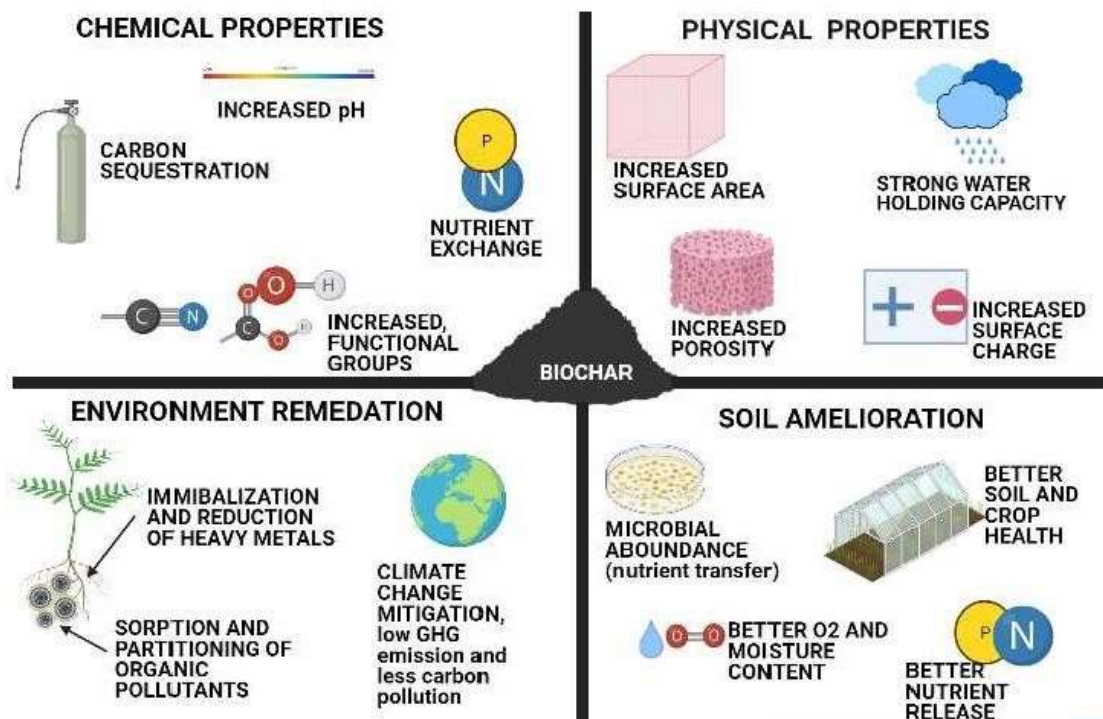 CHEMICAL PROPERTIES
INCREASED pH
CARBON
SEQUESTRATION
P
N
NUTRIENT
EXCHANGE
C
N
O
O
H
C
O
H
INCREASED,
FUNCTIONAL
GROUPS
PHYSICAL PROPERTIES
INCREASED
SURFACE AREA
STRONG WATER
HOLDING CAPACITY
INCREASED
POROSITY
INCREASED
SURFACE
CHARGE
BIOCHAR
ENVIRONMENT REMEDATION
IMMIBALIZATION
AND REDUCTION
OF HEAVY METALS
SORPTION AND
PARTITIONING OF
ORGANIC
POLLUTANTS
CLIMATE
CHANGE
MITIGATION,
low GHG
emission and
less carbon
pollution
SOIL AMELIORATION
MICROBIAL
ABOUNDANCE
(nutrient transfer)
BETTER
SOIL AND
CROP
HEALTH
O O
BETTER O2 AND
MOISTURE
CONTENT
P N
BETTER
NUTRIENT
RELEASE